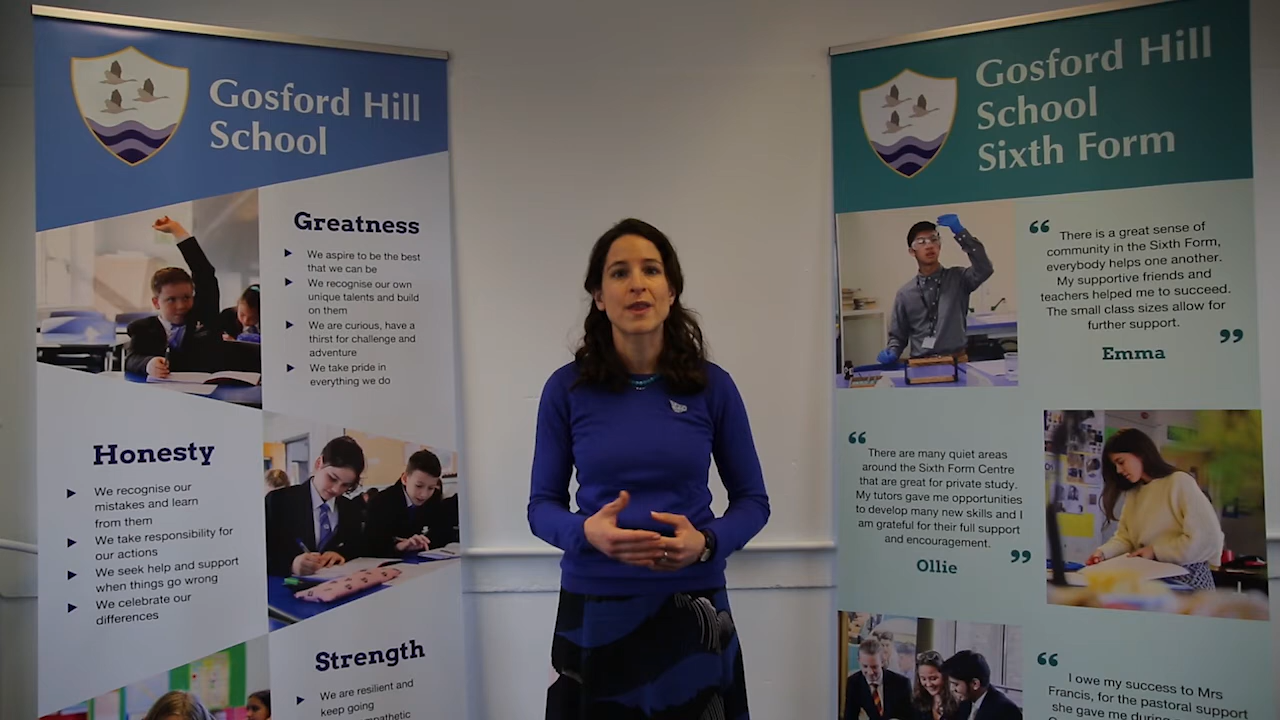 Gosford Hill
School
Greatness
We aspire to be the best
that we can be
We recognise our own
unique talents and build
on them
We are curious, have a
thirst for challenge and
adventure
We take pride in
everything we do
Honesty
We recognise our
mistakes and learn
from them
We take responsibility for
our actions
We seek help and support
when things go wrong
We celebrate our
differences
Strength
We are resilient and
keep going
Gosford Hill
School
Sixth Form
“ There is a great sense of
community in the Sixth Form,
everybody helps one another.
My supportive friends and
teachers helped me to succeed.
The small class sizes allow for
further support. ”
Emma
“ There are many quiet areas
around the Sixth Form Centre
that are great for private study.
My tutors gave me opportunities
to develop many new skills and I
am grateful for their full support
and encouragement. ”
Ollie
“ I owe my success to Mrs
Francis, for the pastoral support
she gave me during